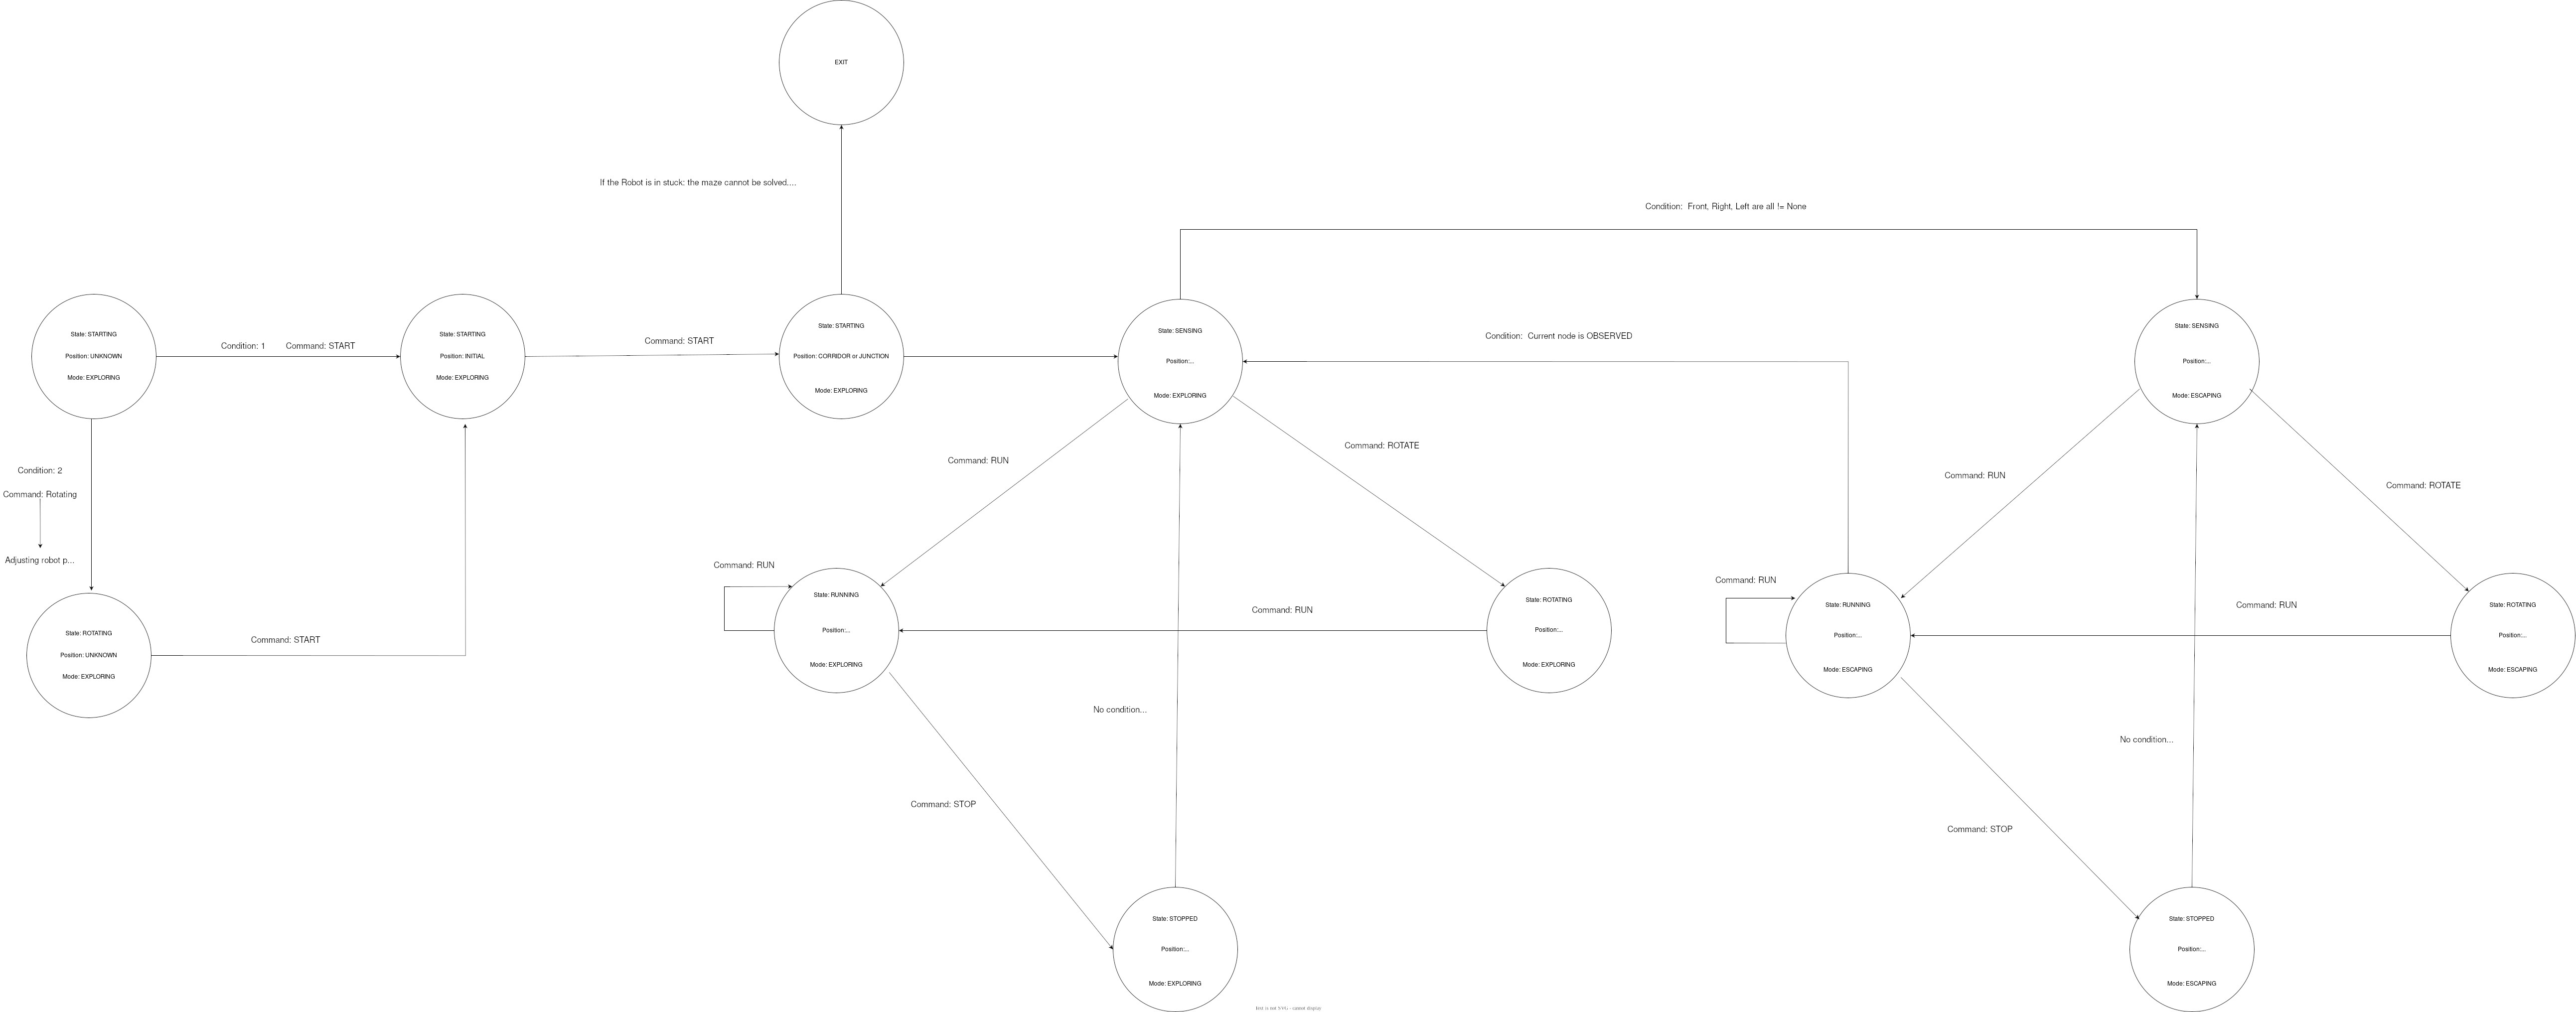 EXIT
If the Robot is in stuck: the maze cannot be solved....
Condition:  Front, Right, Left are all != None
State: STARTING
Position: UNKNOWN
Mode: EXPLORING
Condition: 1
Command: START
State: STARTING
Position: INITIAL
Mode: EXPLORING
Command: START
State: STARTING
Position: CORRIDOR or JUNCTION
Mode: EXPLORING
State: SENSING
Position:...
Mode: EXPLORING
Condition:  Current node is OBSERVED
State: SENSING
Position:...
Mode: ESCAPING
Condition: 2
Command: Rotating
Adjusting robot p...
Command: RUN
Command: ROTATE
Command: RUN
Command: ROTATE
State: ROTATING
Position: UNKNOWN
Mode: EXPLORING
Command: START
Command: RUN
State: RUNNING
Position:...
Mode: EXPLORING
Command: RUN
State: ROTATING
Position:...
Mode: EXPLORING
Command: RUN
State: RUNNING
Position:...
Mode: ESCAPING
Command: RUN
State: ROTATING
Position:...
Mode: ESCAPING
No condition...
No condition...
Command: STOP
Command: STOP
State: STOPPED
Position:...
Mode: EXPLORING
State: STOPPED
Position:...
Mode: ESCAPING
Text is not SVG - cannot display